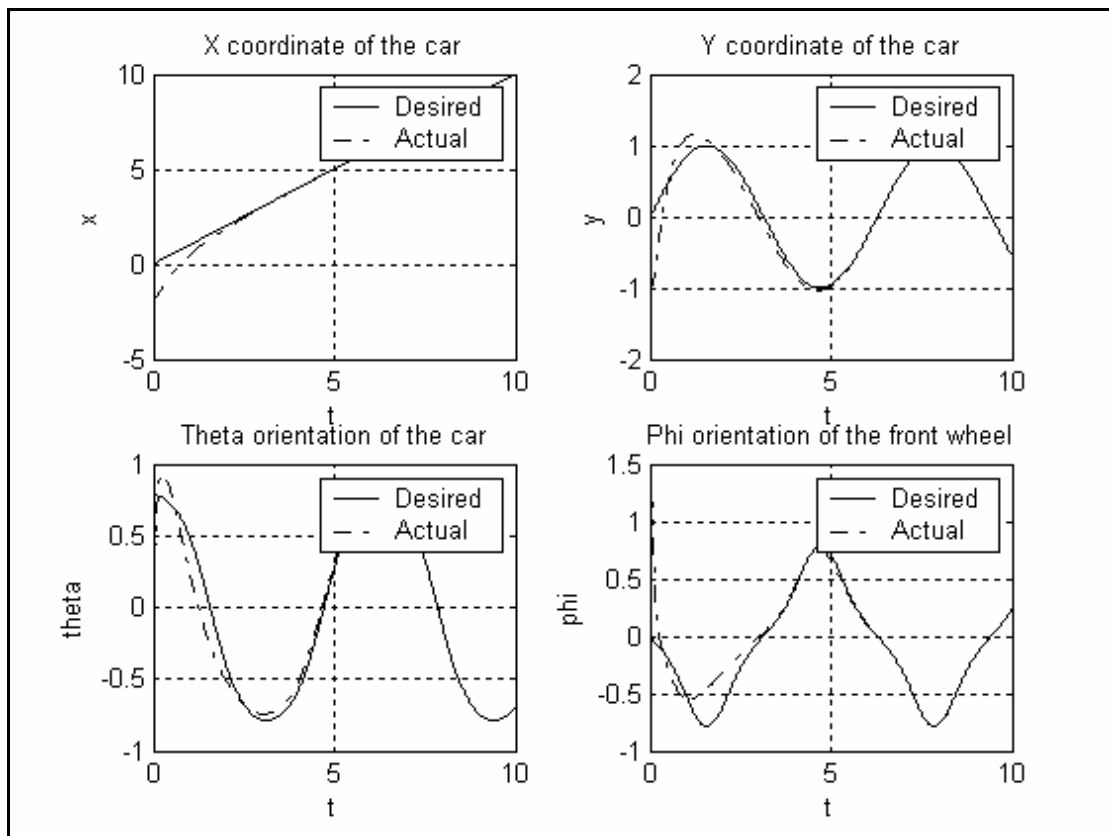 X coordinate of the car
10
5
0
-5
x
0
5
10
t
Desired
Actual
Y coordinate of the car
2
1
0
-1
-2
y
0
5
10
t
Desired
Actual
Theta orientation of the car
1
0.5
0
-0.5
-1
theta
0
5
10
t
Desired
Actual
Phi orientation of the front wheel
1.5
1
0.5
0
-0.5
-1
phi
0
5
10
t
Desired
Actual